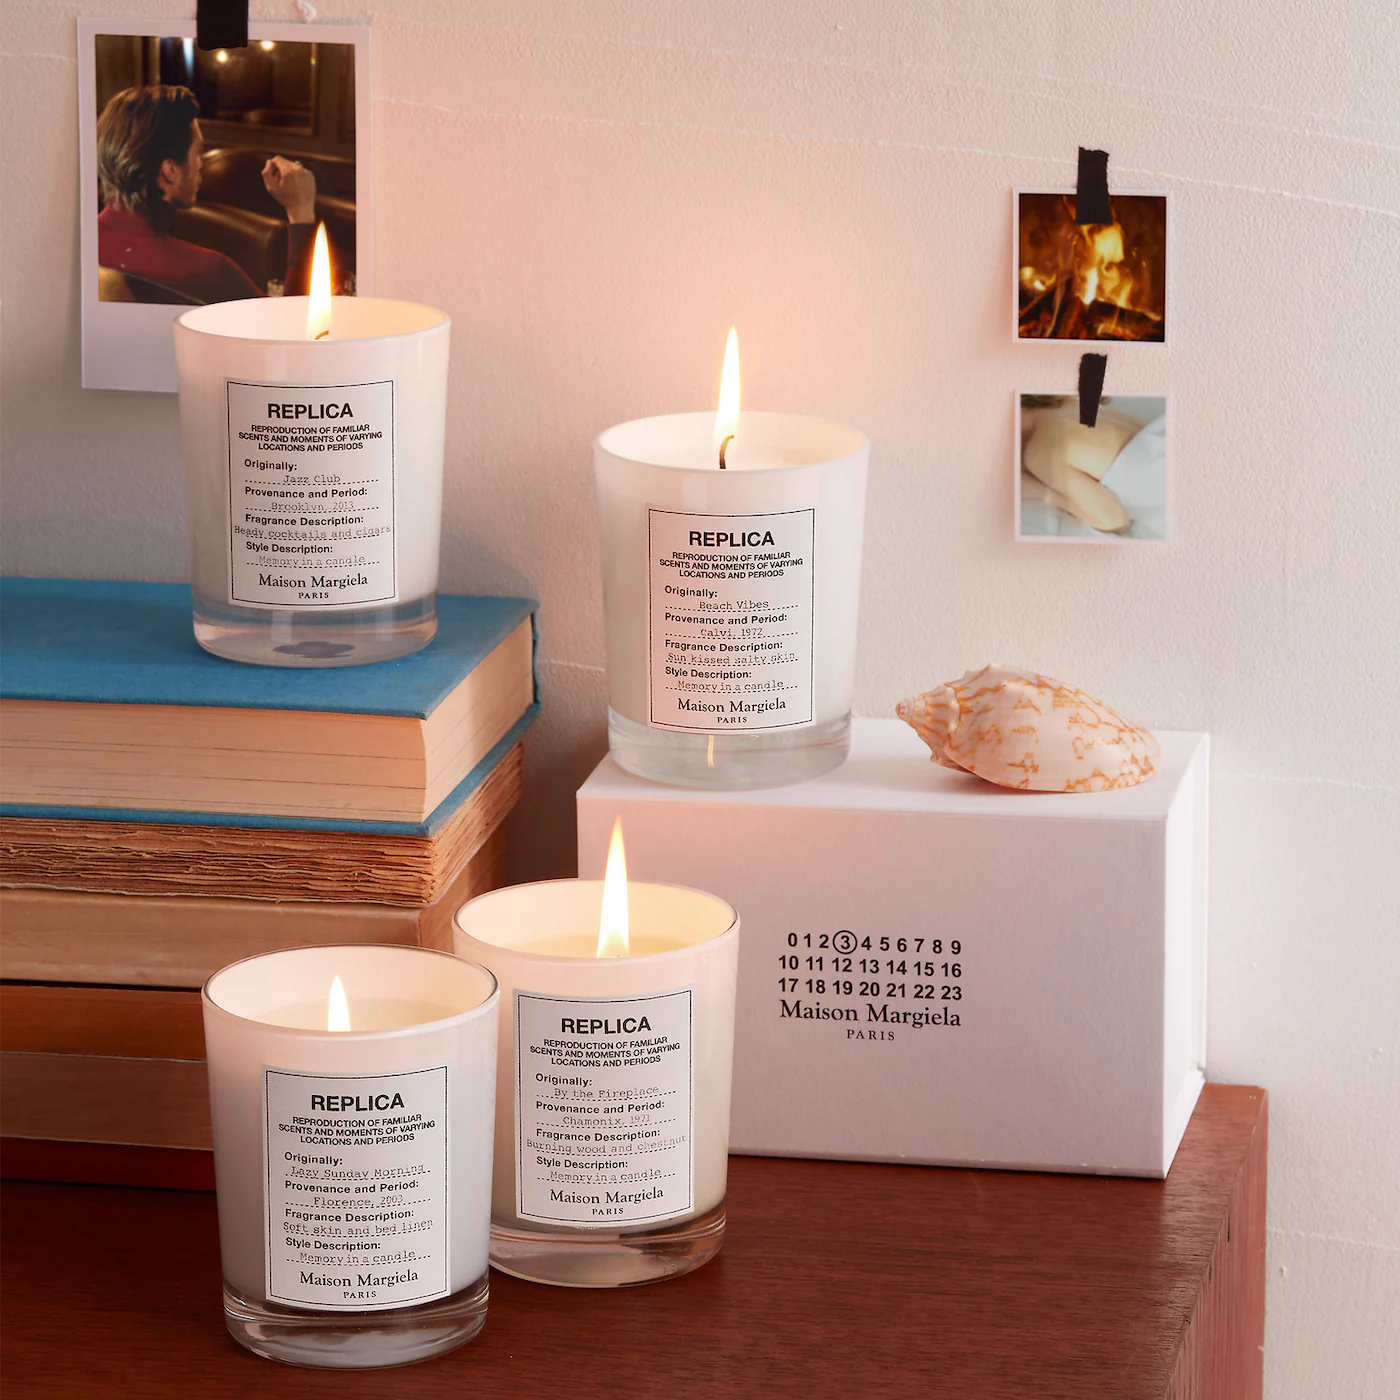 REPLICA
REPRODUCTION OF FAMILIAR
SCENTS AND MOMENTS OF VARYING
LOCATIONS AND PERIODS
Originally:
Jazz Club
Provenance and Period:
Brooklyn, 2013
Fragrance Description:
Heady cocktails and cigars
Style Description:
Memory in a candle
Maison Margiela
PARIS
REPLICA
REPRODUCTION OF FAMILIAR
SCENTS AND MOMENTS OF VARYING
LOCATIONS AND PERIODS
Originally:
Beach Vibes
Provenance and Period:
Calvi, 1972
Fragrance Description:
Sun kissed salty skin
Style Description:
Memory in a candle
Maison Margiela
PARIS
0 1 2 3 4 5 6 7 8 9
10 11 12 13 14 15 16
17 18 19 20 21 22 23
Maison Margiela
PARIS
REPLICA
REPRODUCTION OF FAMILIAR
SCENTS AND MOMENTS OF VARYING
LOCATIONS AND PERIODS
Originally:
By the Fireplace
Provenance and Period:
Chamonix, 1971
Fragrance Description:
Burning wood and chestnut
Style Description:
Memory in a candle
Maison Margiela
PARIS
REPLICA
REPRODUCTION OF FAMILIAR
SCENTS AND MOMENTS OF VARYING
LOCATIONS AND PERIODS
Originally:
Lazy Sunday Morning
Provenance and Period:
Florence, 2003
Fragrance Description:
Soft skin and bed linen
Style Description:
Memory in a candle
Maison Margiela
PARIS